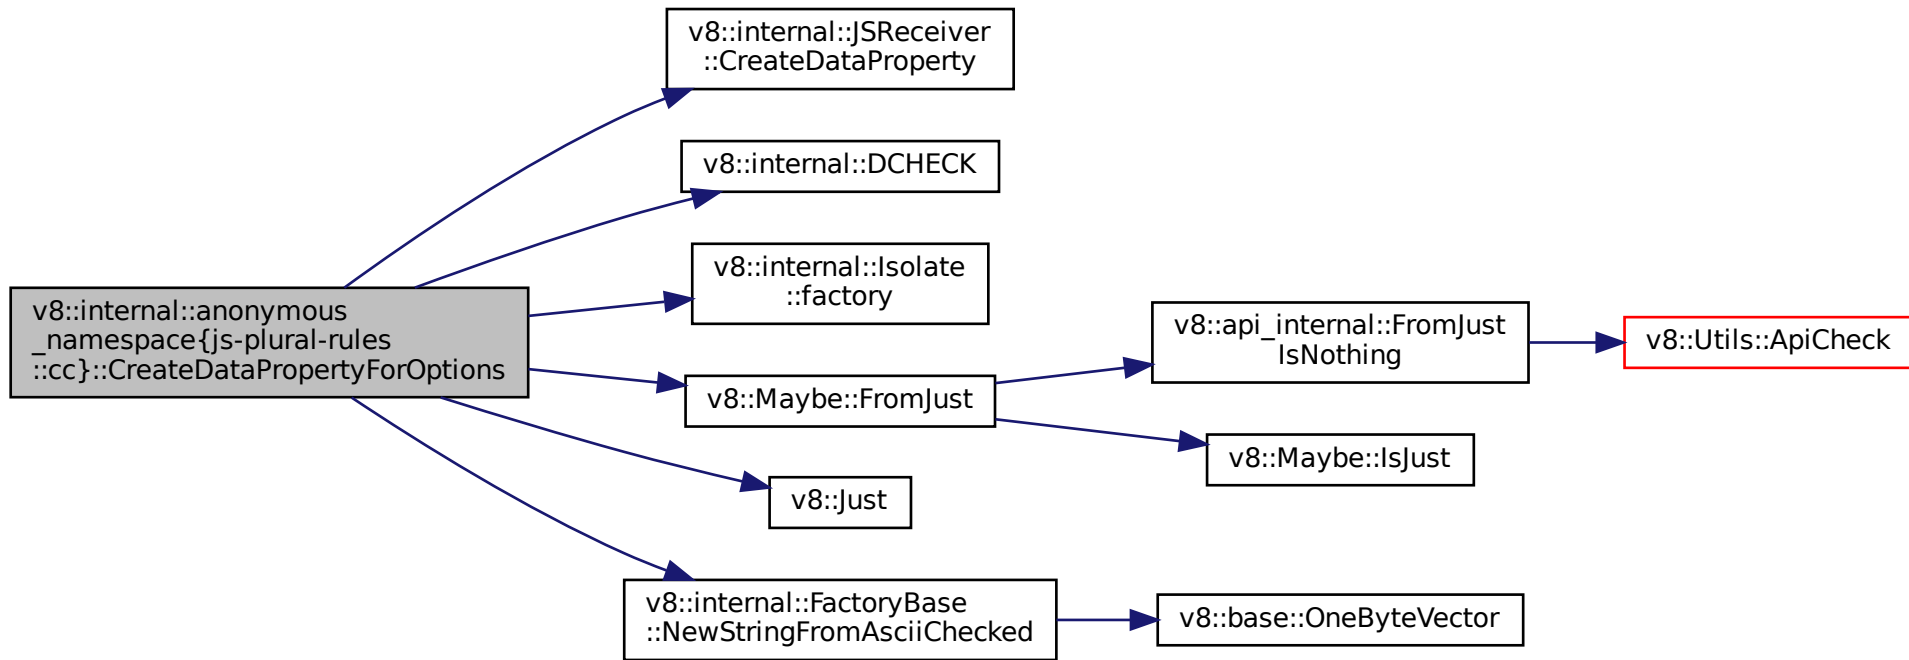 v8::internal::JSReceiver
::CreateDataProperty
v8::internal::DCHECK
v8::internal::Isolate
::factory
v8::internal::anonymous
_namespace{js-plural-rules
::cc}::CreateDataPropertyForOptions
v8::api_internal::FromJust
IsNothing
v8::Utils::ApiCheck
v8::Maybe::FromJust
v8::Maybe::IsJust
v8::Just
v8::internal::FactoryBase
::NewStringFromAsciiChecked
v8::base::OneByteVector